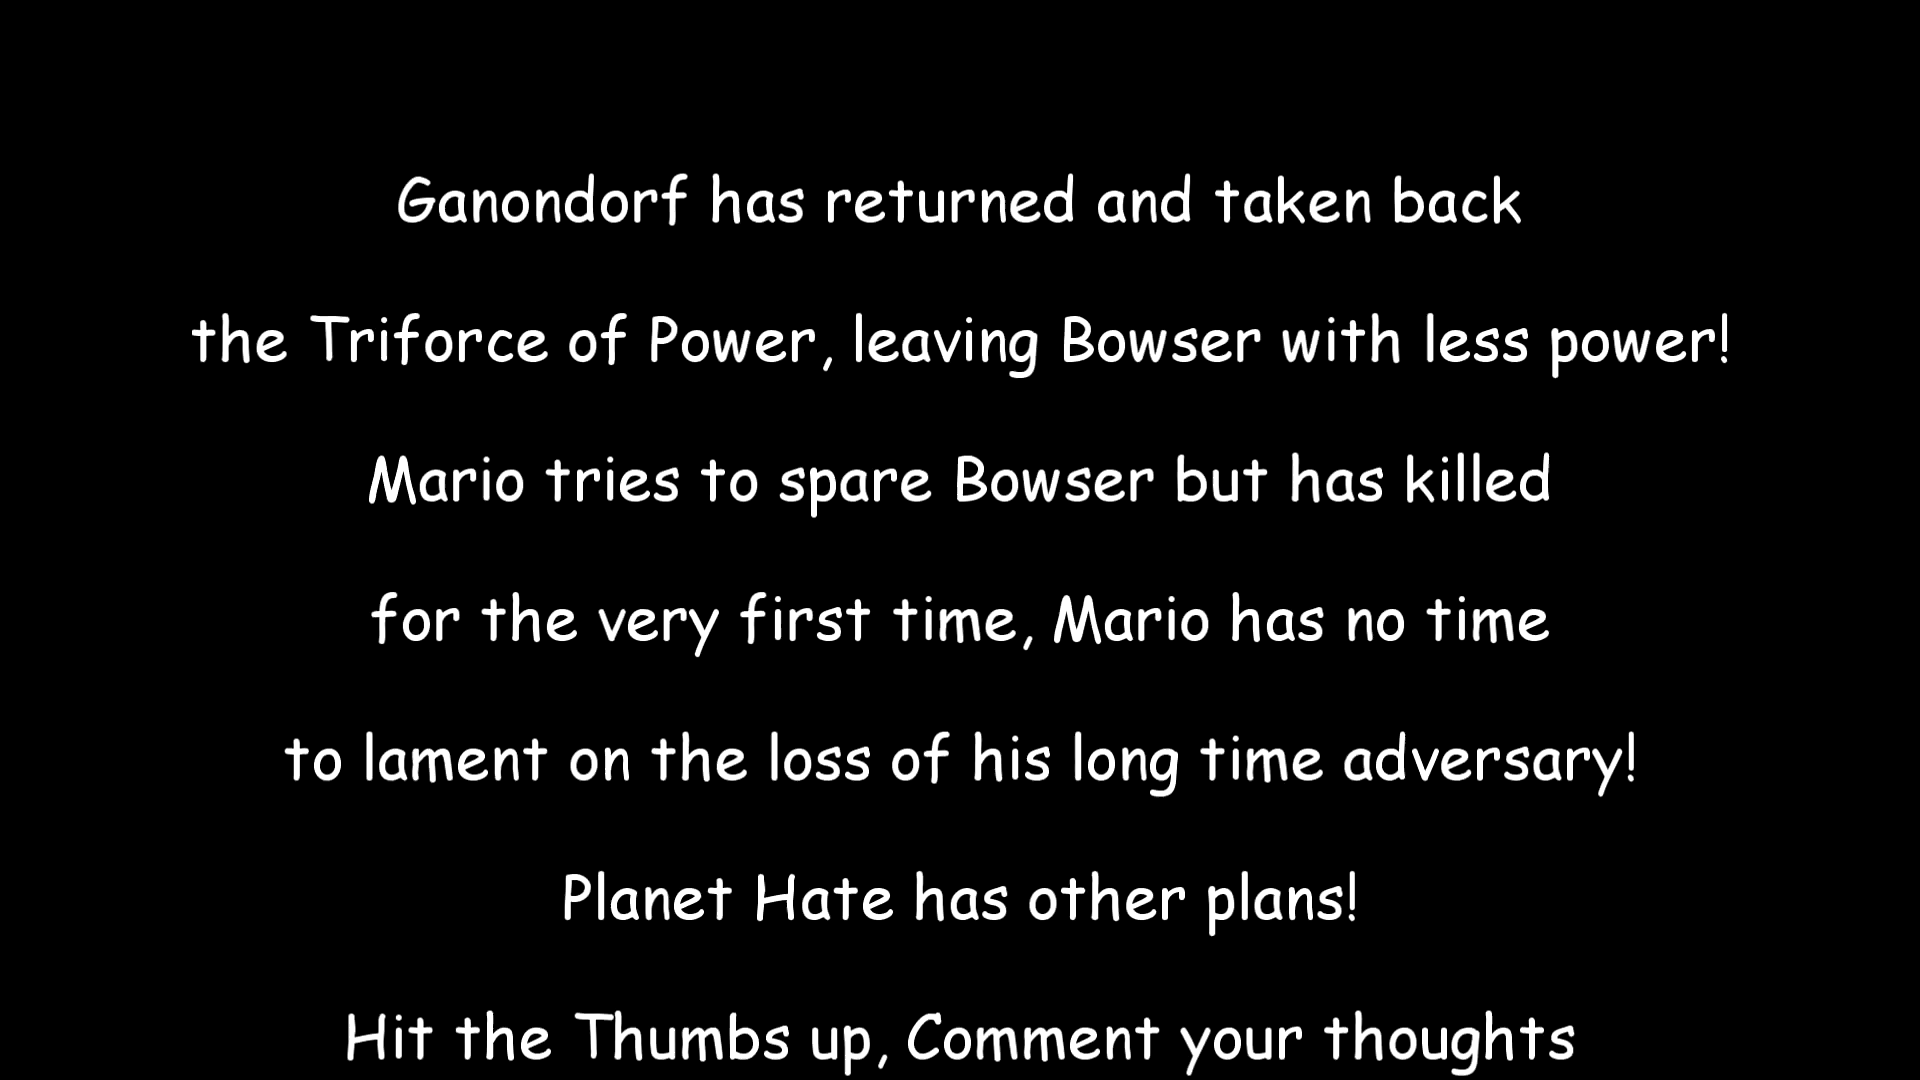 Ganondorf has returned and taken back
the Triforce of Power, leaving Bowser with less power!
Mario tries to spare Bowser but has killed
for the very first time, Mario has no time
to lament on the loss of his long time adversary!
Planet Hate has other plans!
Hit the Thumbs up, Comment your thoughts